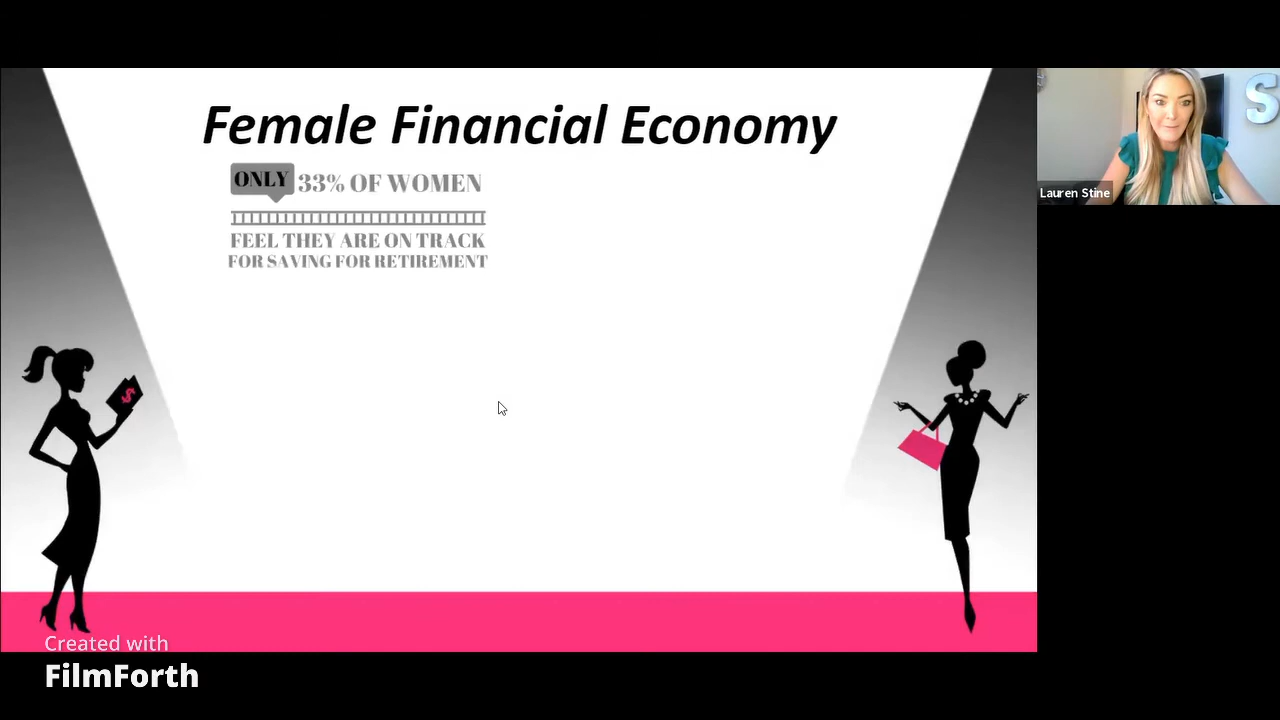 Female Financial Economy
ONLY 33% OF WOMEN
FEEL THEY ARE ON TRACK
FOR SAVING FOR RETIREMENT
$
S
Lauren Stine
Created with
FilmForth